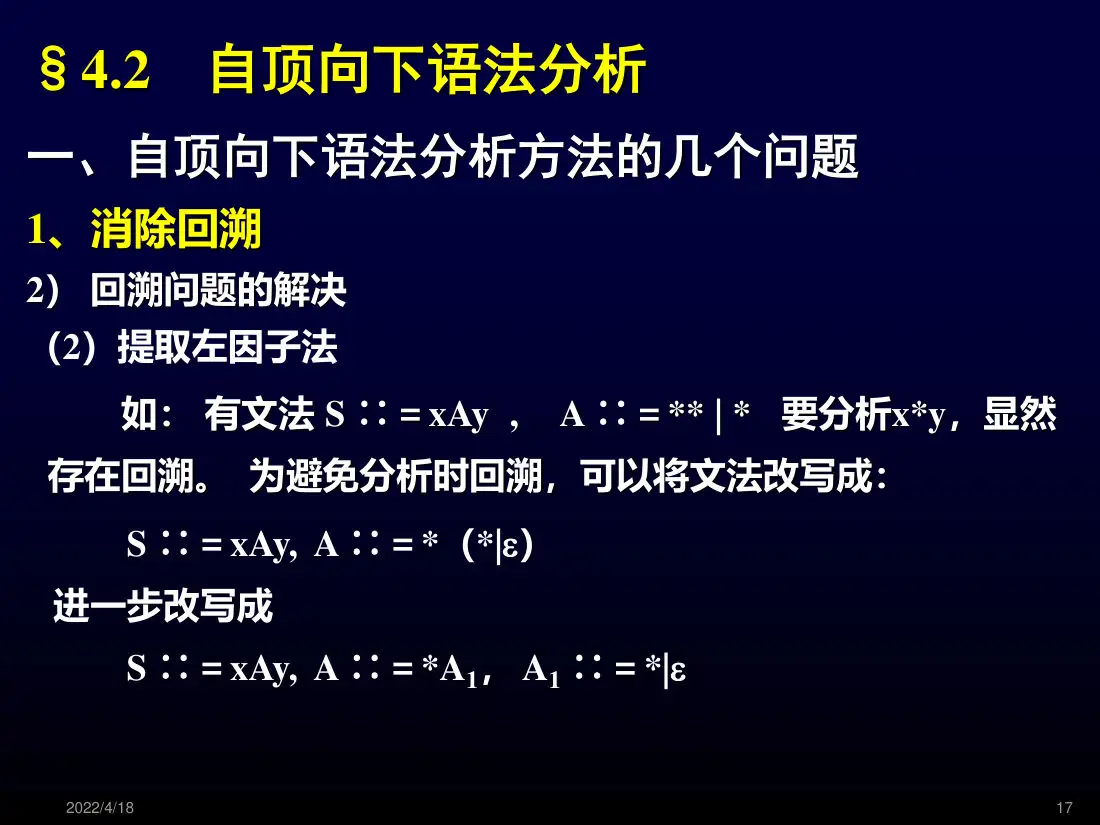 §4.2 自顶向下语法分析
一、自顶向下语法分析方法的几个问题
1、消除回溯
2） 回溯问题的解决
（2）提取左因子法
如： 有文法 S ∷＝xAy ， A ∷＝** | * 要分析x*y，显然
存在回溯。 为避免分析时回溯，可以将文法改写成：
S ∷＝xAy, A ∷＝*（*|ε）
进一步改写成
S ∷＝xAy, A ∷＝*A₁， A₁ ∷＝*|ε
2022/4/18
17